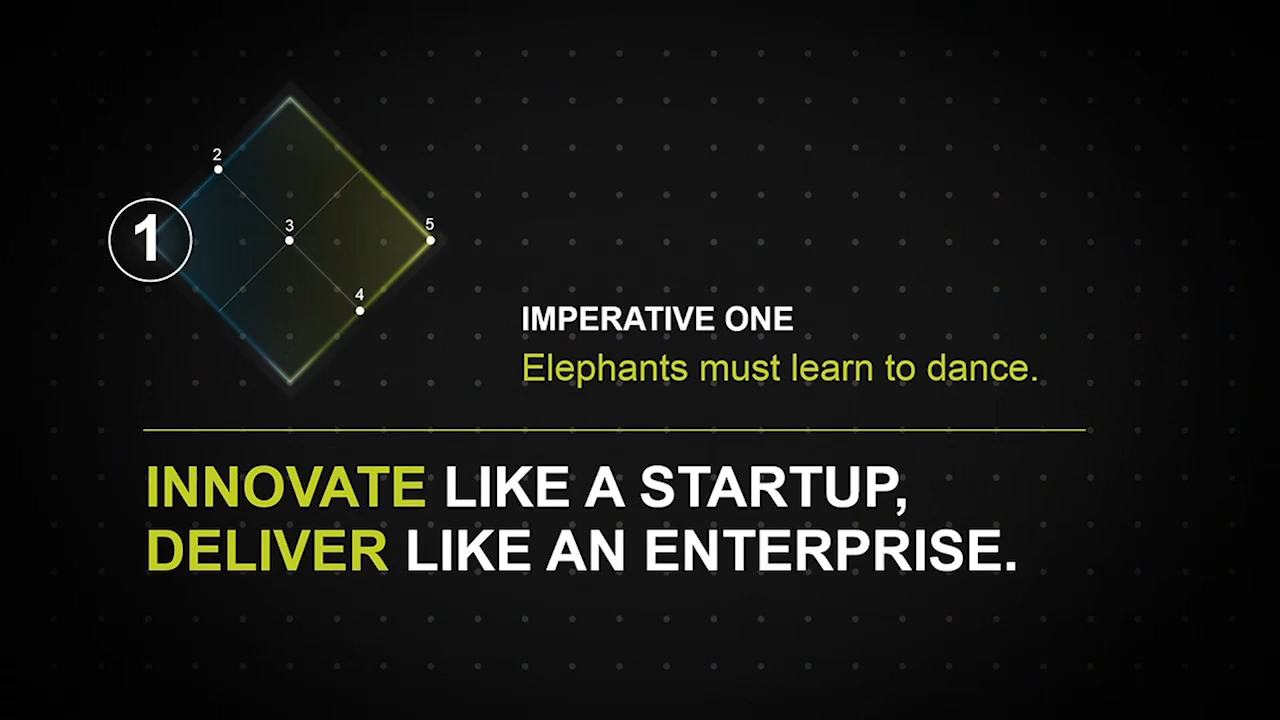 2
1
3
5
4
IMPERATIVE ONE
Elephants must learn to dance.
INNOVATE LIKE A STARTUP,
DELIVER LIKE AN ENTERPRISE.